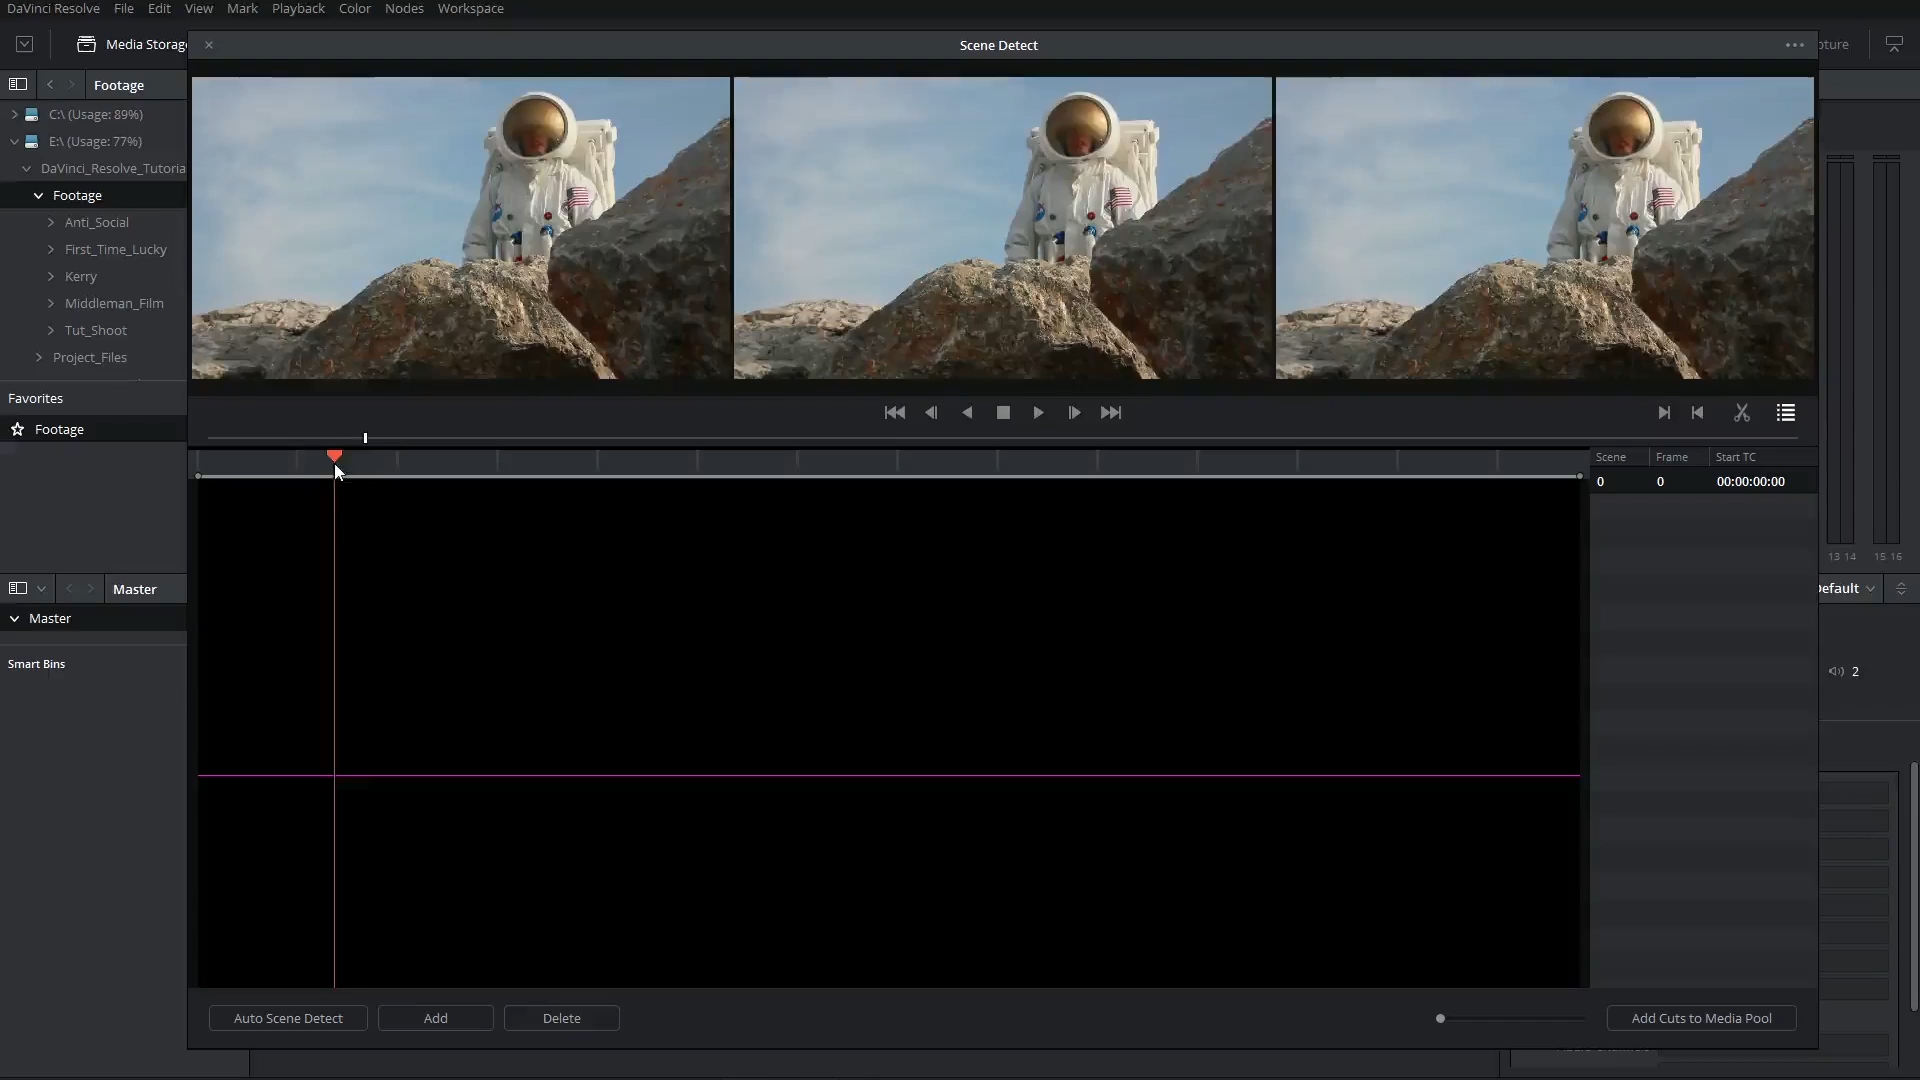 DaVinci Resolve File Edit View Mark Playback Color Nodes Workspace
Media Storag
Scene Detect
Footage
C:\ (Usage: 89%)
E:\ (Usage: 77%)
DaVinci_Resolve_Tutoria
Footage
Anti_Social
First_Time_Lucky
Kerry
Middleman_Film
Tut_Shoot
Project_Files
Favorites
Footage
Scene Frame Start TC
0 0 00:00:00:00
13 14 15 16
Master
Default
Master
Smart Bins
2
Auto Scene Detect Add Delete Add Cuts to Media Pool